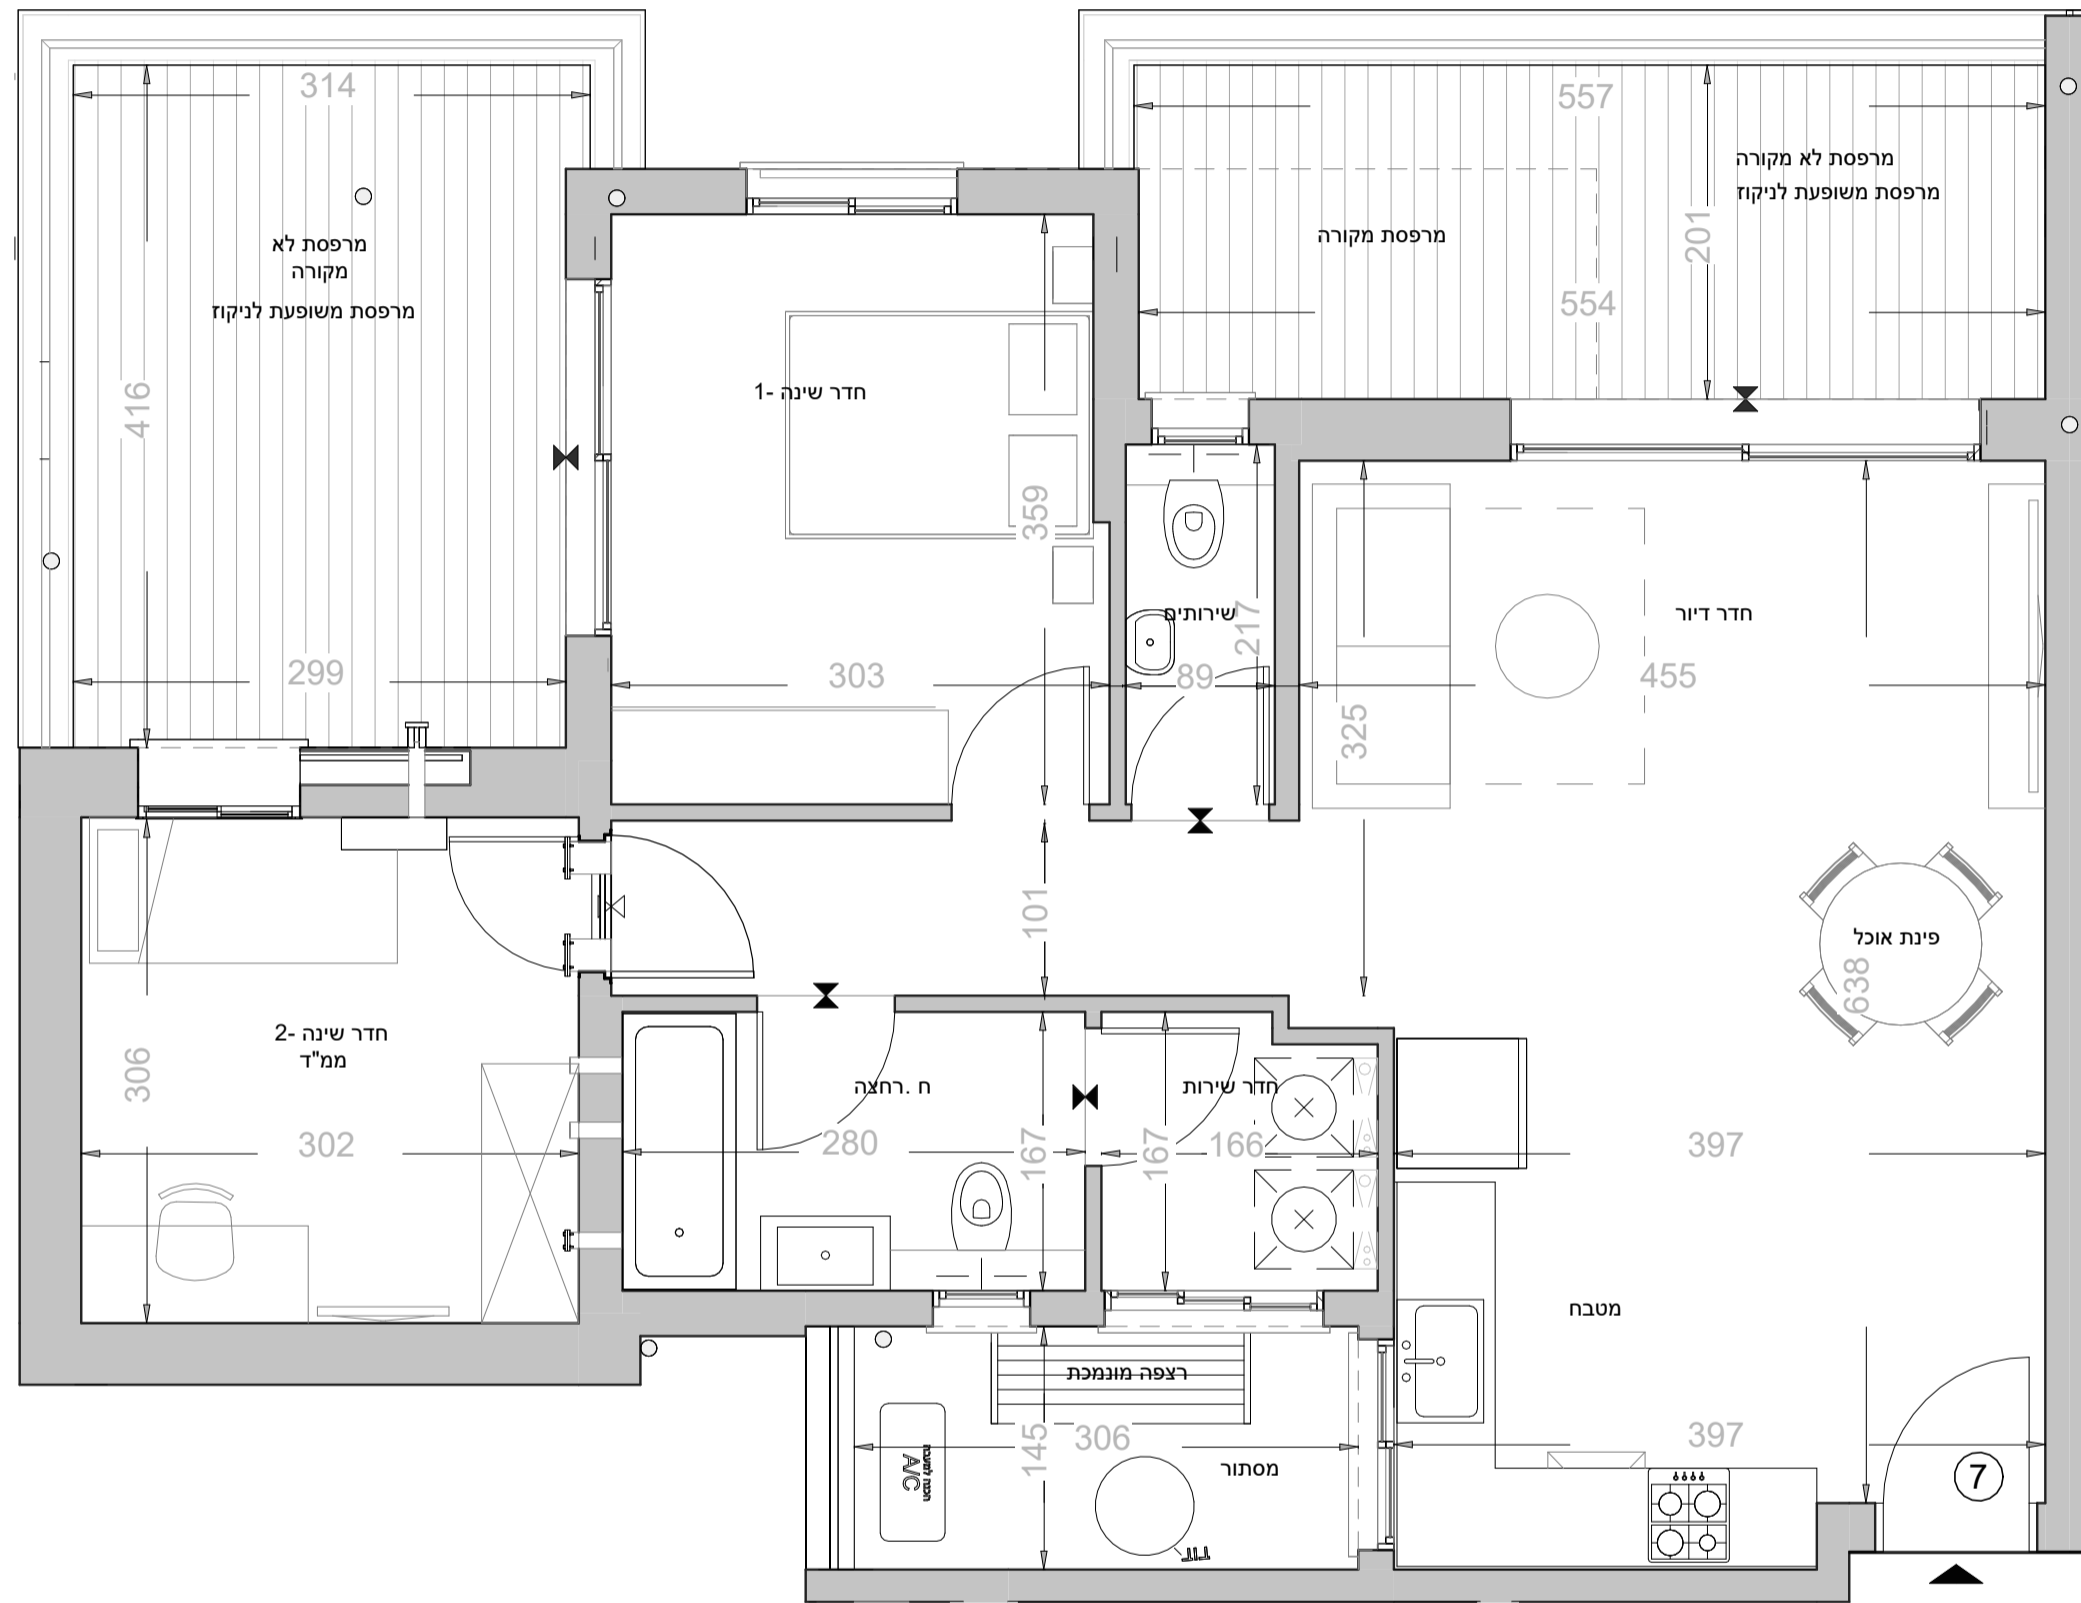 314
557
מרפסת לא מקורה
מרפסת משופעת לניקוז
201
מרפסת לא
מקורה
מרפסת מקורה
מרפסת משופעת לניקוז
554
416
חדר שינה -1
359
שירותים
217
חדר דיור
299
303
89
455
325
101
פינת אוכל
638
חדר שינה -2
ממ"ד
306
ח .רחצה
חדר שירות
302
280
167
167
166
397
מטבח
רצפה מונמכת
145
306
397
מסתור
הכנה למעבה
A/C
דוד
7